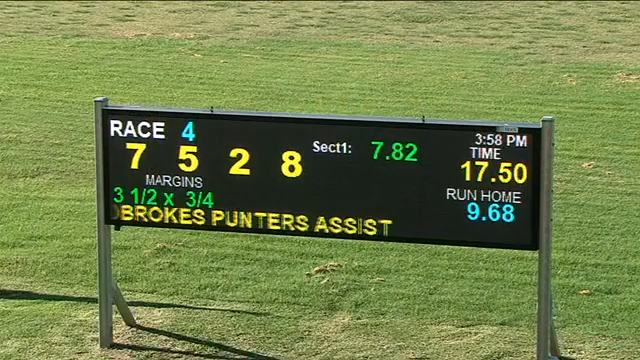 RACE 4
3:58 PM
7 5 2 8
Sect1: 7.82
TIME
17.50
MARGINS
3 1/2 x 3/4
RUN HOME
9.68
OBROKES PUNTERS ASSIST